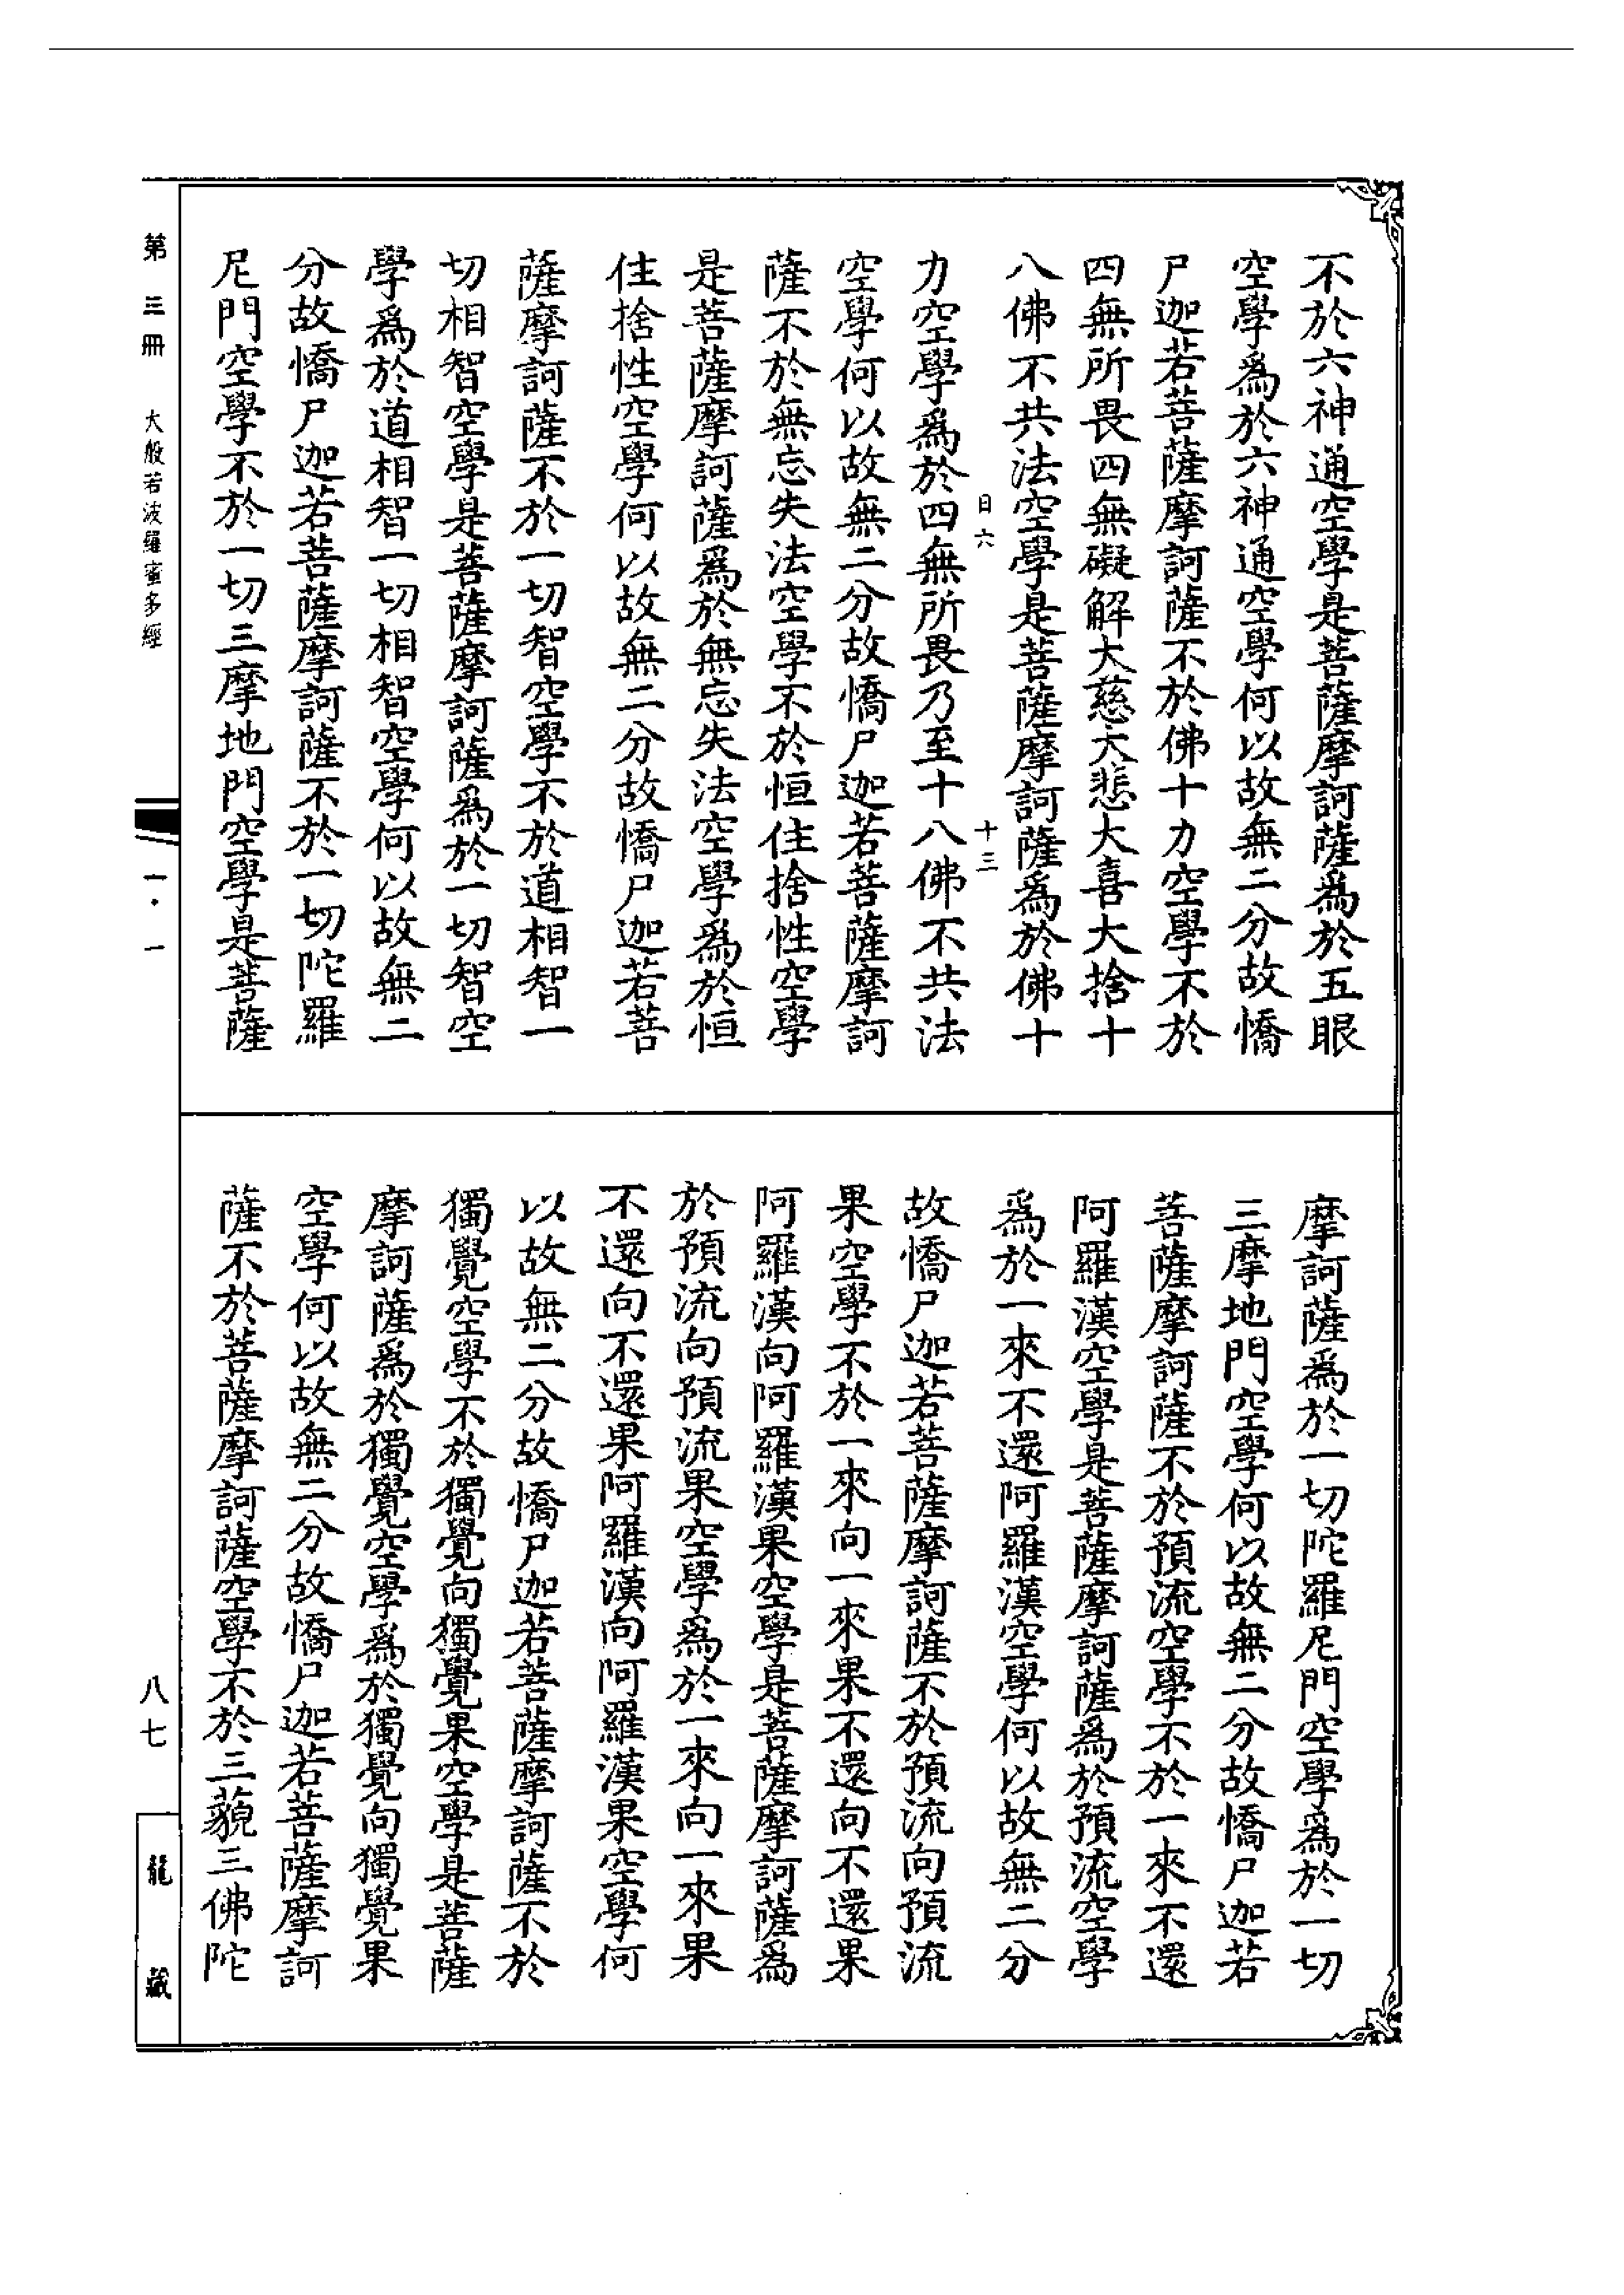 不於六神通空學是菩薩摩訶薩爲於五眼
空學爲於六神通空學何以故無二分故憍
尸迦若菩薩摩訶薩不於佛十力空學不於
四無所畏四無礙解大慈大悲大喜大捨十
八佛不共法空學是菩薩摩訶薩爲於佛十
日六 十三
力空學爲於四無所畏乃至十八佛不共法
空學何以故無二分故憍尸迦若菩薩摩訶
薩不於無忘失法空學不於恒住捨性空學
是菩薩摩訶薩爲於無忘失法空學爲於恒
住捨性空學何以故無二分故憍尸迦若菩
薩摩訶薩不於一切智空學不於道相智一
切相智空學是菩薩摩訶薩爲於一切智空
學爲於道相智一切相智空學何以故無二
分故憍尸迦若菩薩摩訶薩不於一切陀羅
尼門空學不於一切三摩地門空學是菩薩
摩訶薩爲於一切陀羅尼門空學爲於一切
三摩地門空學何以故無二分故憍尸迦若
菩薩摩訶薩不於預流空學不於一來不還
阿羅漢空學是菩薩摩訶薩爲於預流空學
爲於一來不還阿羅漢空學何以故無二分
故憍尸迦若菩薩摩訶薩不於預流向預流
果空學不於一來向一來果不還向不還果
阿羅漢向阿羅漢果空學是菩薩摩訶薩爲
於預流向預流果空學爲於一來向一來果
不還向不還果阿羅漢向阿羅漢果空學何
以故無二分故憍尸迦若菩薩摩訶薩不於
獨覺空學不於獨覺向獨覺果空學是菩薩
摩訶薩爲於獨覺空學爲於獨覺向獨覺果
空學何以故無二分故憍尸迦若菩薩摩訶
薩不於菩薩摩訶薩空學不於三藐三佛陀
第三冊 大般若波羅蜜多經 一·一 八七 龍藏